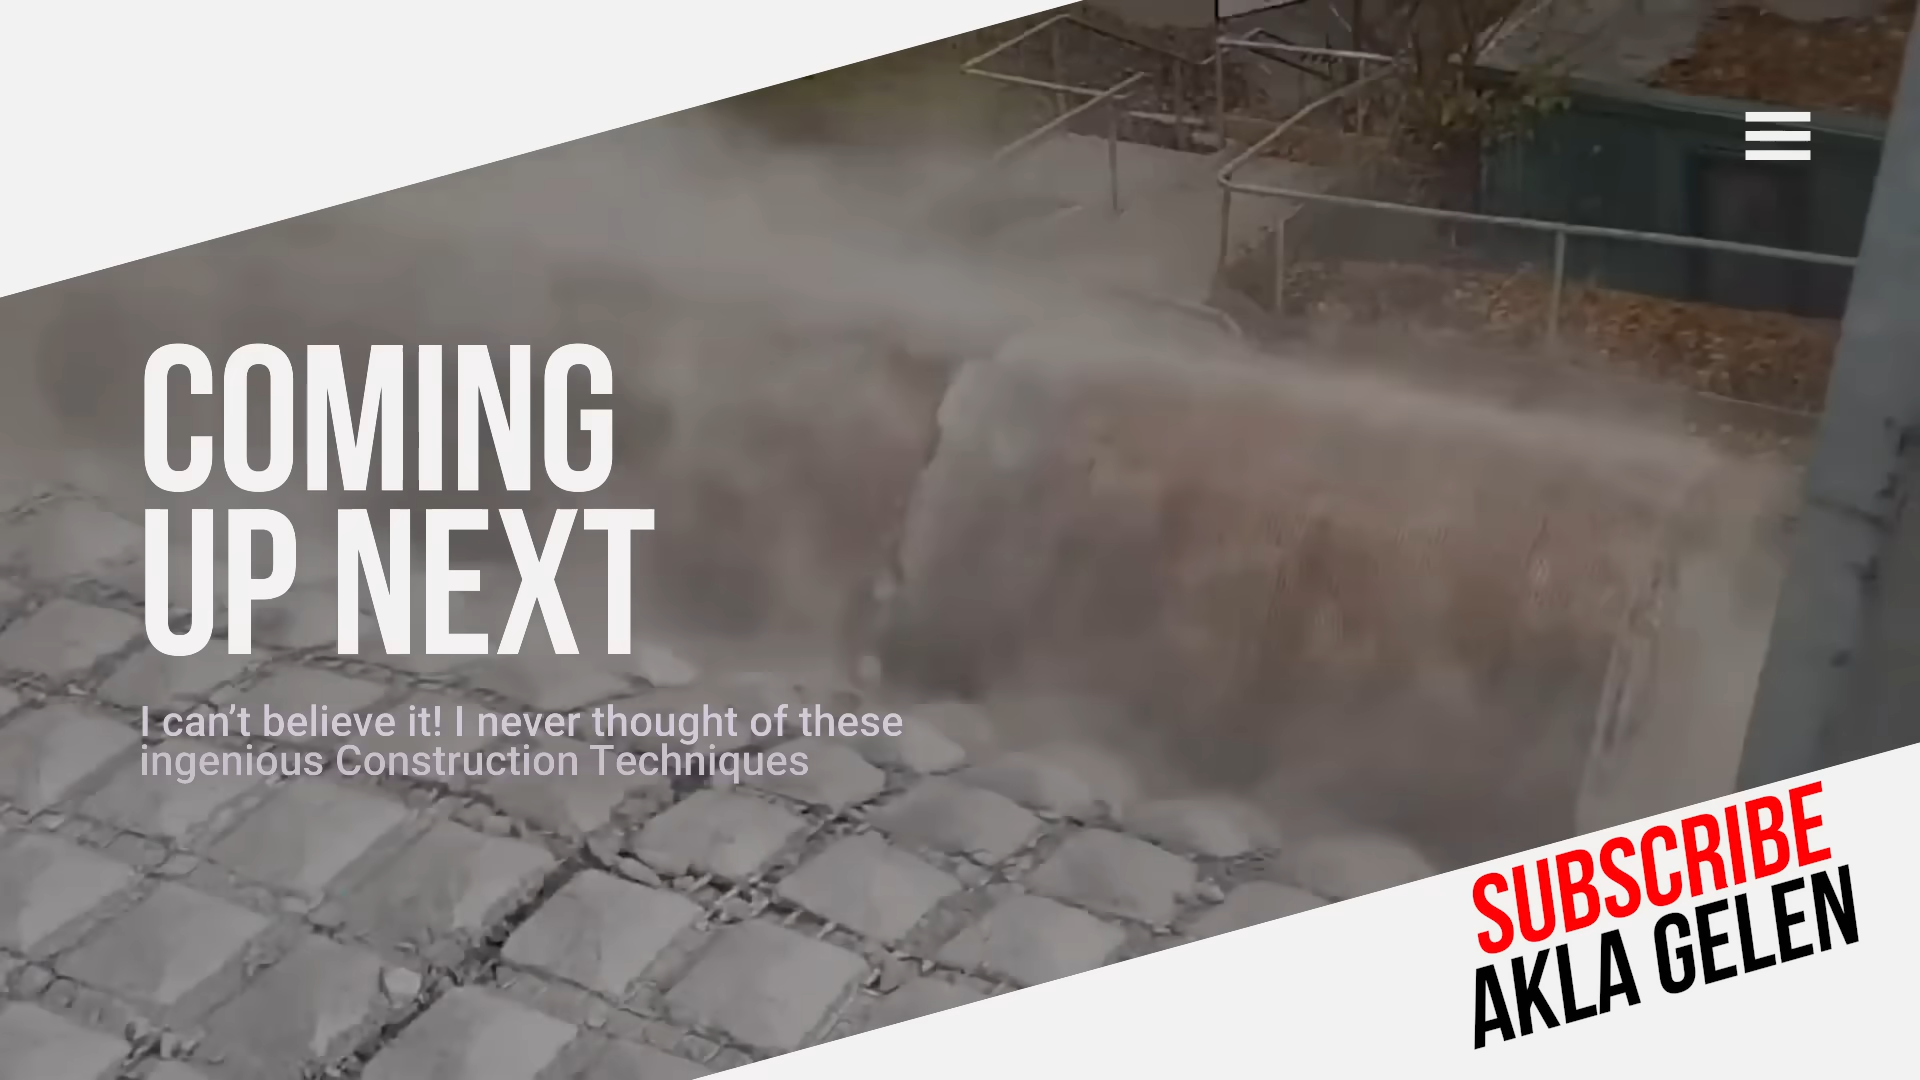 COMING
UP NEXT
I can’t believe it! I never thought of these
ingenious Construction Techniques
SUBSCRIBE
AKLA GELEN